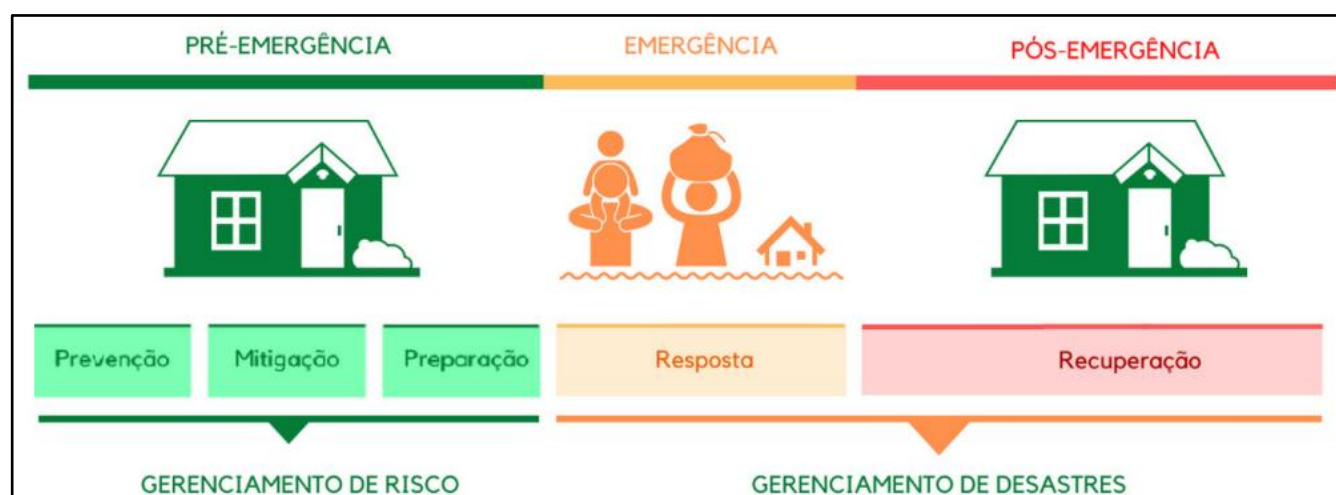 PRÉ-EMERGÊNCIA
EMERGÊNCIA
PÓS-EMERGÊNCIA
Prevenção
Mitigação
Preparação
Resposta
Recuperação
GERENCIAMENTO DE RISCO
GERENCIAMENTO DE DESASTRES